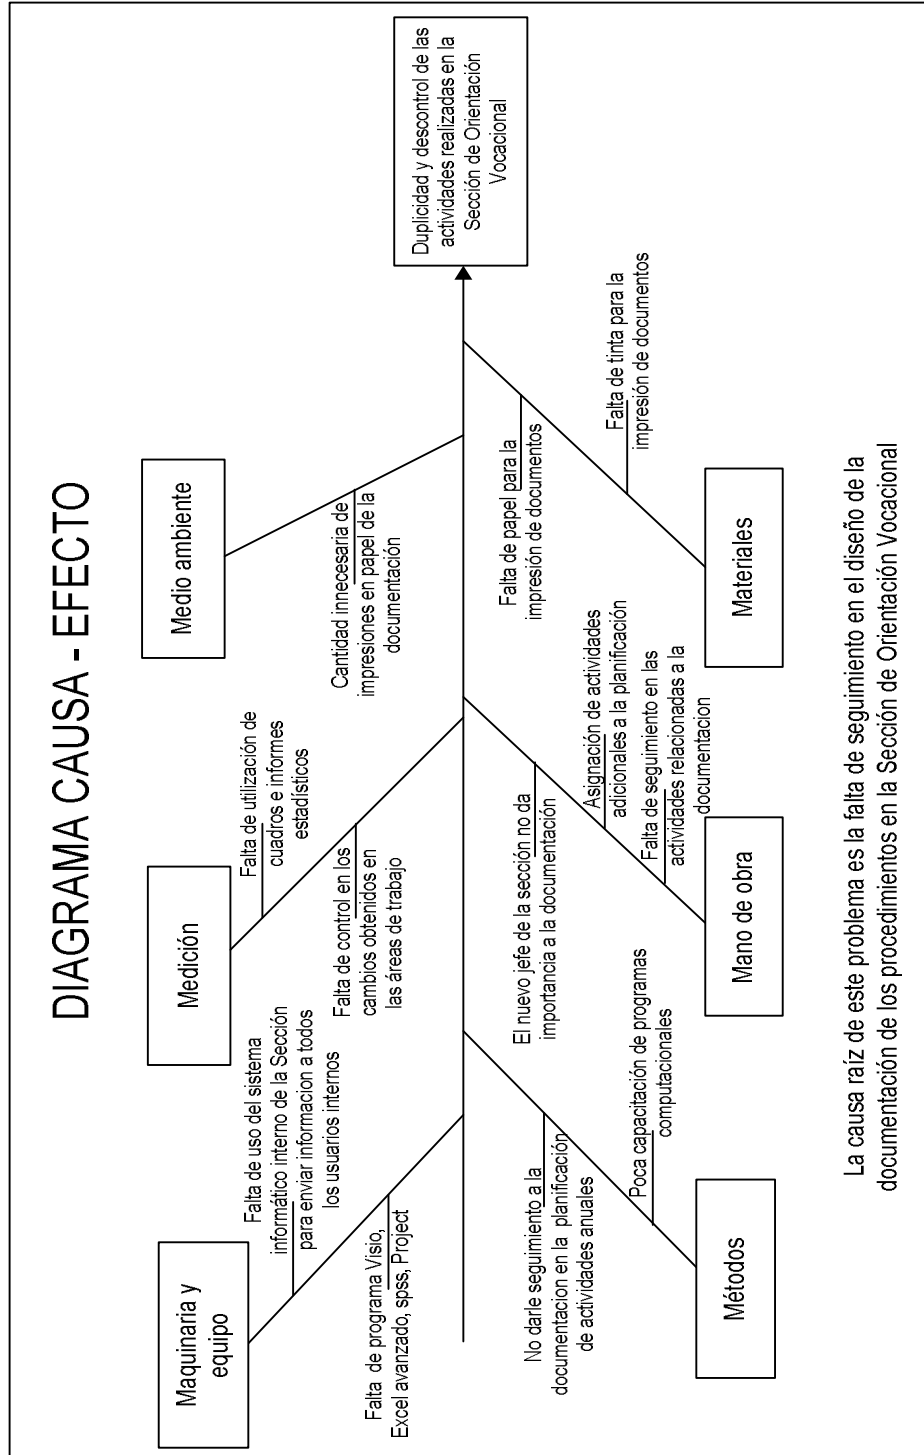 DIAGRAMA CAUSA - EFECTO
Maquinaria y
equipo
Medición
Medio ambiente
Falta de uso del sistema
informático interno de la Sección
para enviar informacion a todos
los usuarios internos
Falta de programa Visio,
Excel avanzado, spss, Project
Falta de utilización de
cuadros e informes
estadísticos
Falta de control en los
cambios obtenidos en
las áreas de trabajo
Cantidad innecesaria de
impresiones en papel de la
documentación
Duplicidad y descontrol de las
actividades realizadas en la
Sección de Orientación
Vocacional
No darle seguimiento a la
documentacion en la planificación
de actividades anuales
Poca capacitación de programas
computacionales
El nuevo jefe de la sección no da
importancia a la documentación
Asignación de actividades
adicionales a la planificación
Falta de seguimiento en las
actividades relacionadas a la
documentacion
Falta de papel para la
impresión de documentos
Falta de tinta para la
impresión de documentos
Métodos
Mano de obra
Materiales
La causa raíz de este problema es la falta de seguimiento en el diseño de la
documentación de los procedimientos en la Sección de Orientación Vocacional